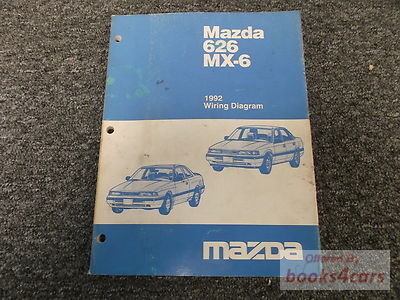 Mazda
626
MX-6
1992
Wiring Diagram
mazda
Offered By
books4cars